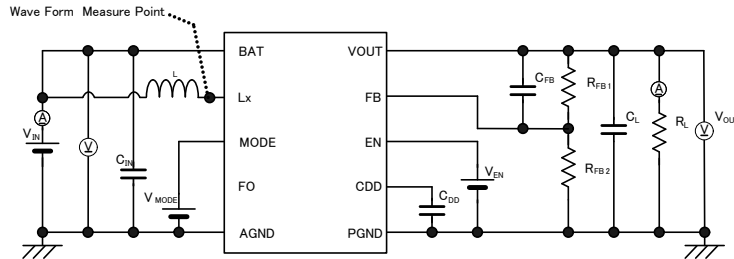 Wave Form Measure Point
BAT
VOUT
L
CFB
RFB1
A
Lx
FB
A
VIN
CL
RL
VOU
V
MODE
EN
V
CIN
VEN
RFB2
FO
CDD
VMODE
CDD
AGND
PGND